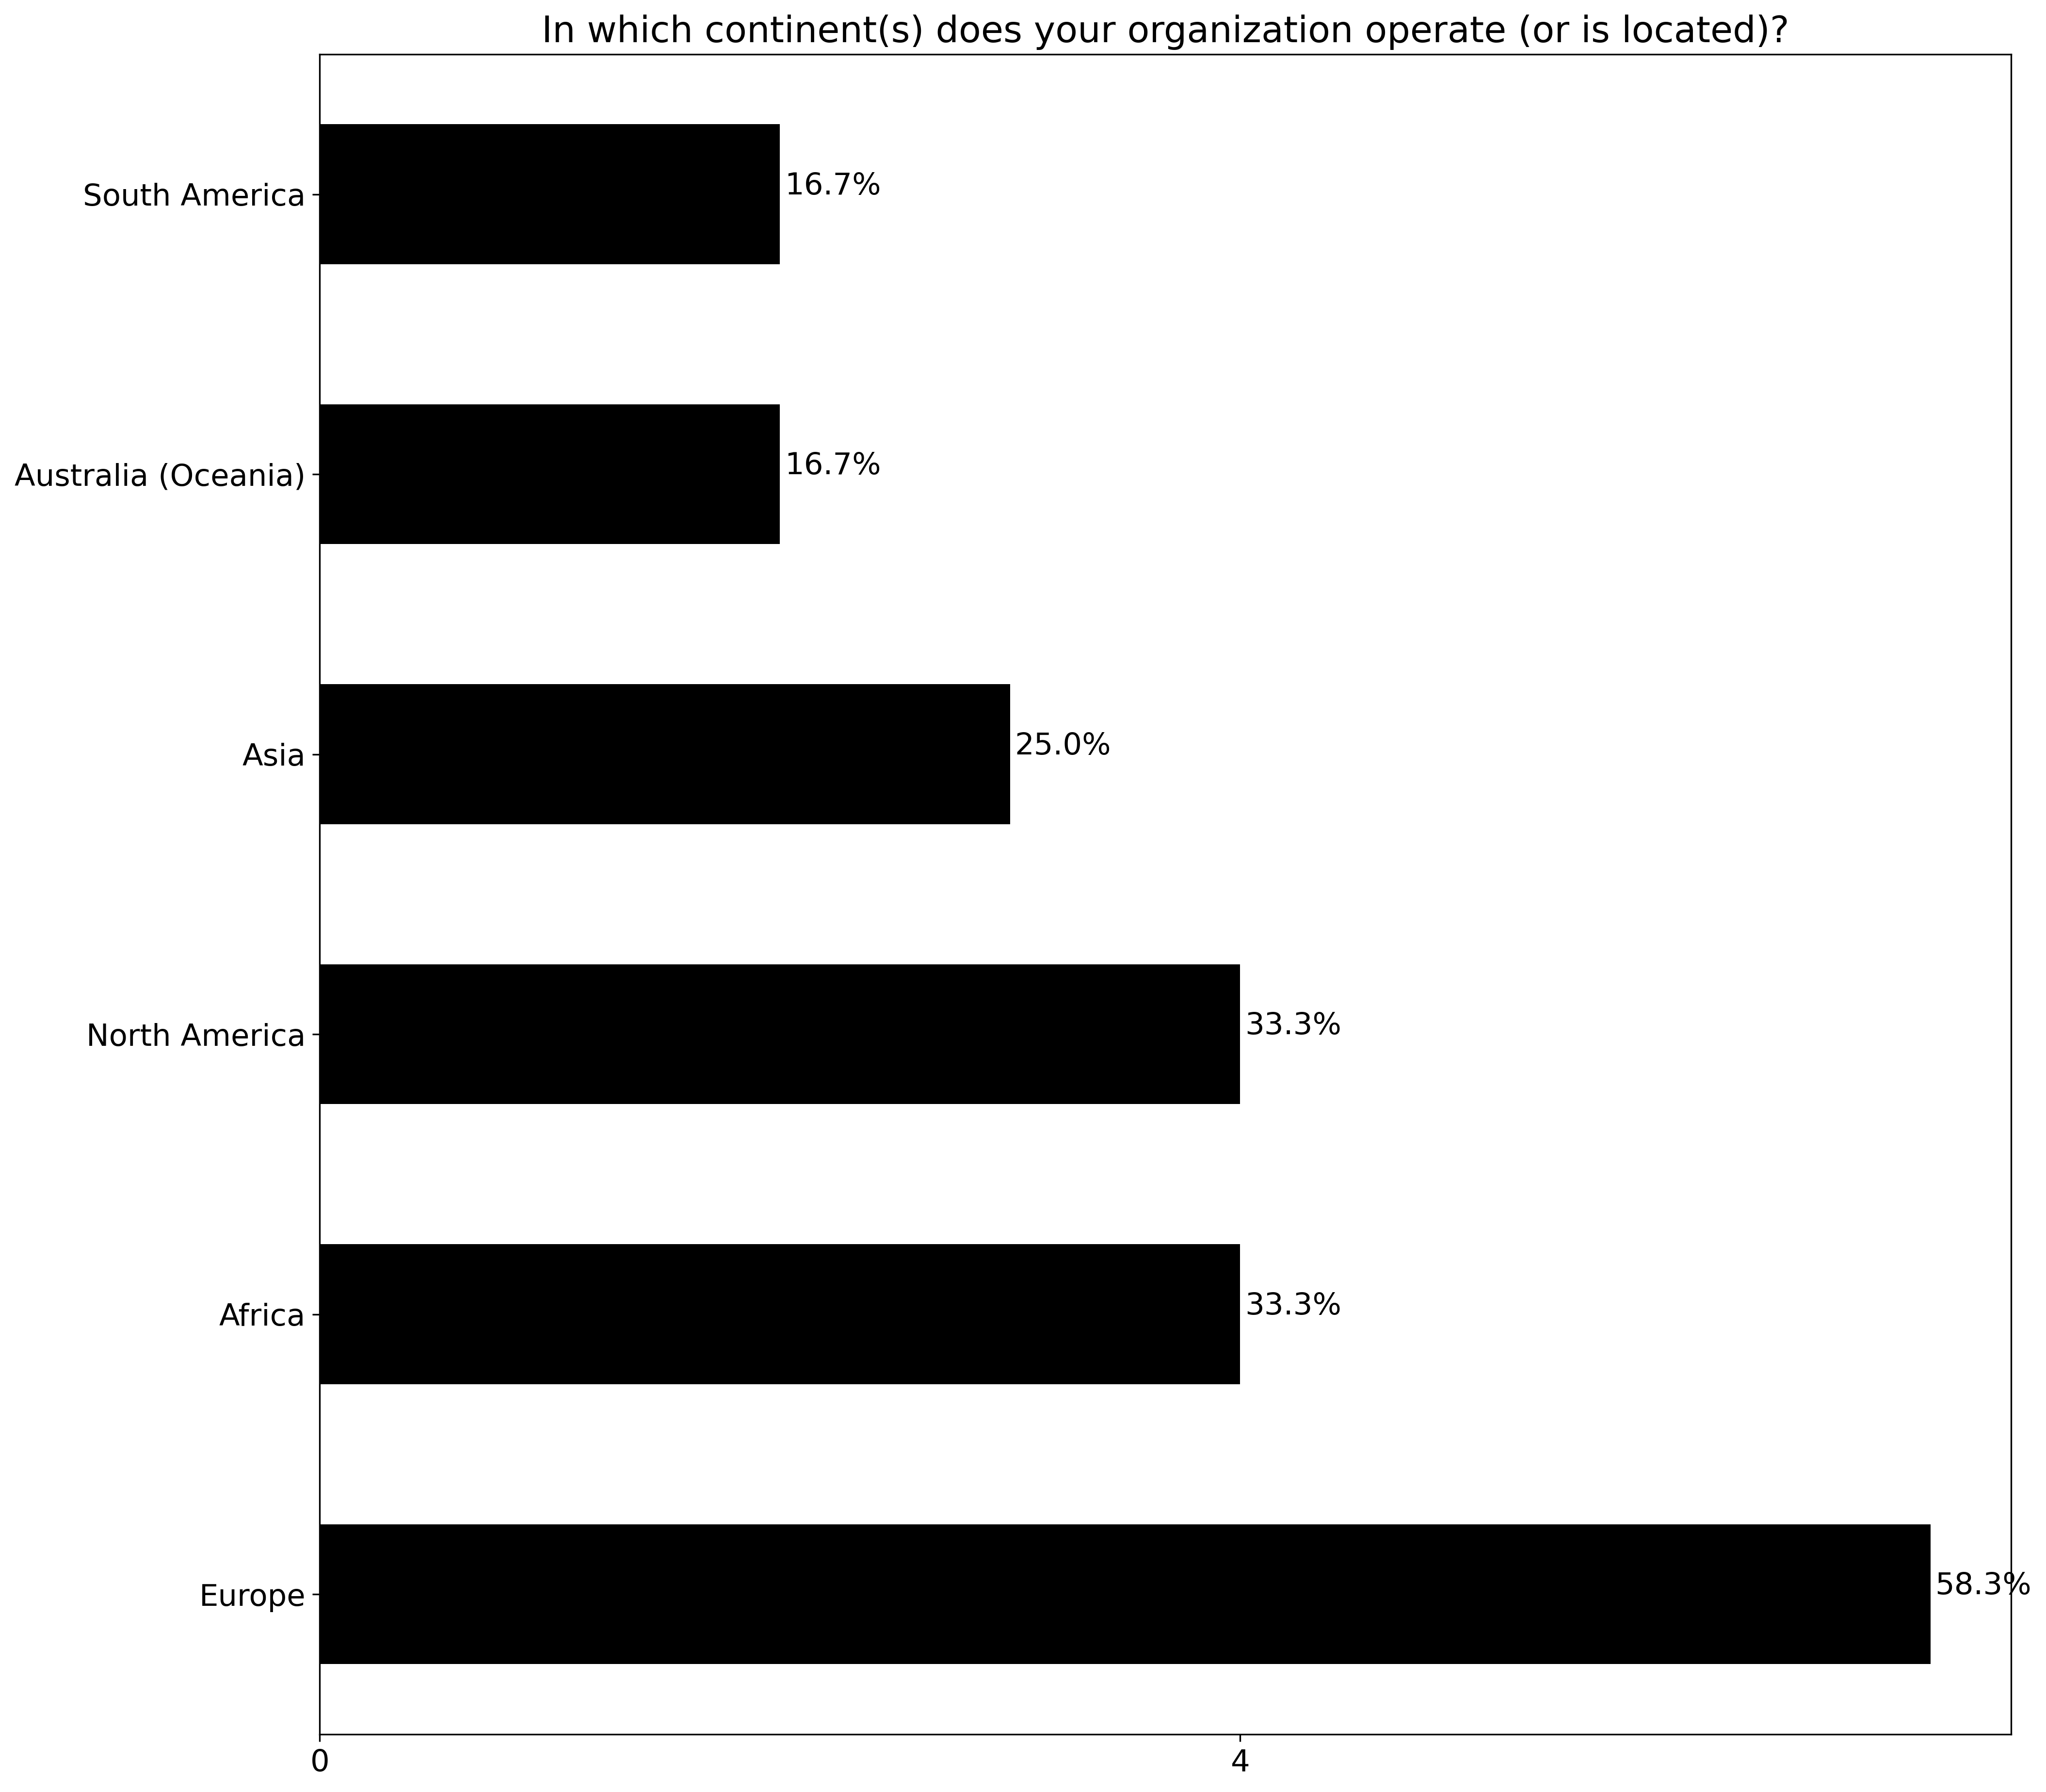 In which continent(s) does your organization operate (or is located)?
South America
16.7%
Australia (Oceania)
16.7%
Asia
25.0%
North America
33.3%
Africa
33.3%
Europe
58.3%
0
4